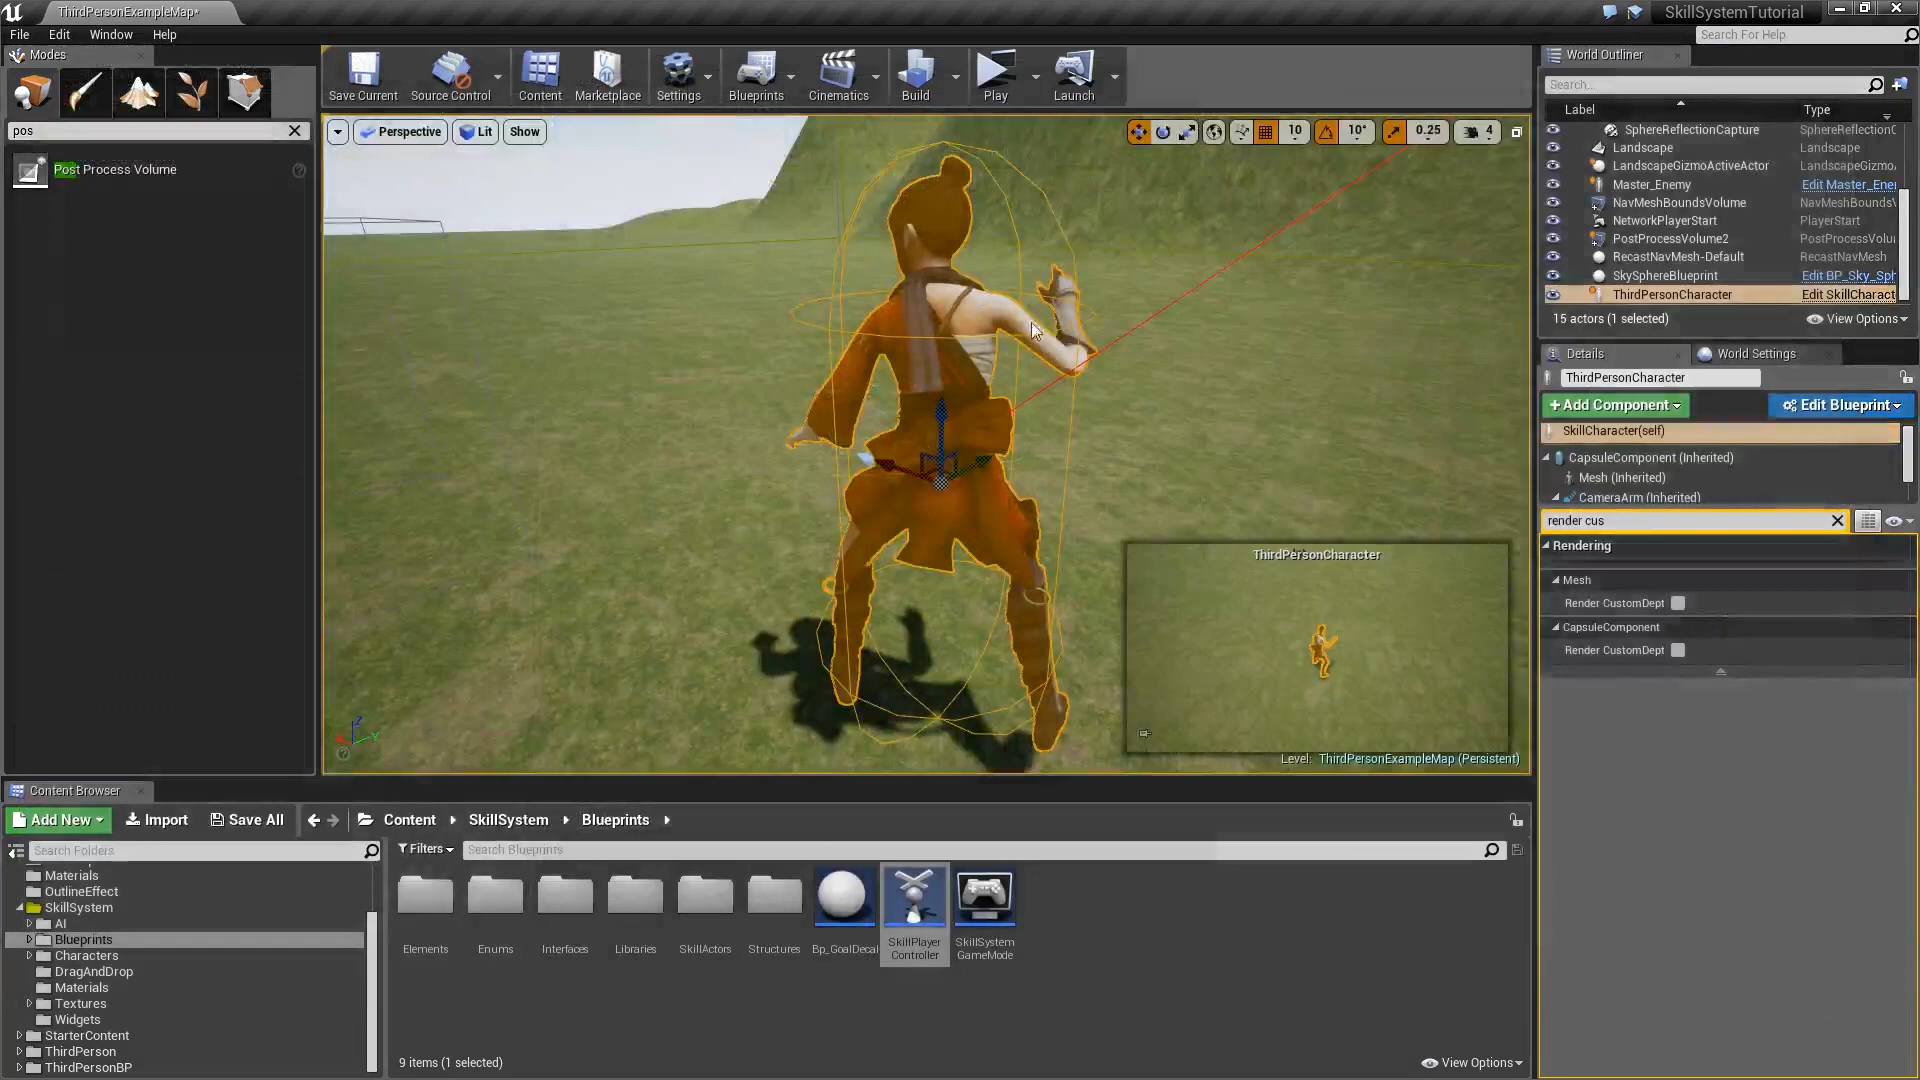 ThirdPersonExampleMap*
SkillSystemTutorial
File Edit Window Help
Search For Help
Modes
pos
Post Process Volume
Save Current
Source Control
Content
Marketplace
Settings
Blueprints
Cinematics
Build
Play
Launch
Perspective
Lit
Show
10
10°
0.25
4
ThirdPersonCharacter
Level: ThirdPersonExampleMap (Persistent)
World Outliner
Search...
Label Type
SphereReflectionCapture SphereReflectionC
Landscape Landscape
LandscapeGizmoActiveActor LandscapeGizmo
Master_Enemy Edit Master_Ene
NavMeshBoundsVolume NavMeshBoundsV
NetworkPlayerStart PlayerStart
PostProcessVolume2 PostProcessVolu
RecastNavMesh-Default RecastNavMesh
SkySphereBlueprint Edit BP_Sky_Sph
ThirdPersonCharacter Edit SkillCharact
15 actors (1 selected) View Options
Details World Settings
ThirdPersonCharacter
+Add Component Edit Blueprint
SkillCharacter(self)
CapsuleComponent (Inherited)
Mesh (Inherited)
CameraArm (Inherited)
render cus
Rendering
Mesh
Render CustomDept
CapsuleComponent
Render CustomDept
Content Browser
Add New Import Save All Content SkillSystem Blueprints
Search Folders
Filters Search Blueprints
Materials
OutlineEffect
SkillSystem
AI
Blueprints
Characters
DragAndDrop
Materials
Textures
Widgets
StarterContent
ThirdPerson
ThirdPersonBP
Elements
Enums
Interfaces
Libraries
SkillActors
Structures
Bp_GoalDecal
SkillPlayer
Controller
SkillSystem
GameMode
9 items (1 selected) View Options